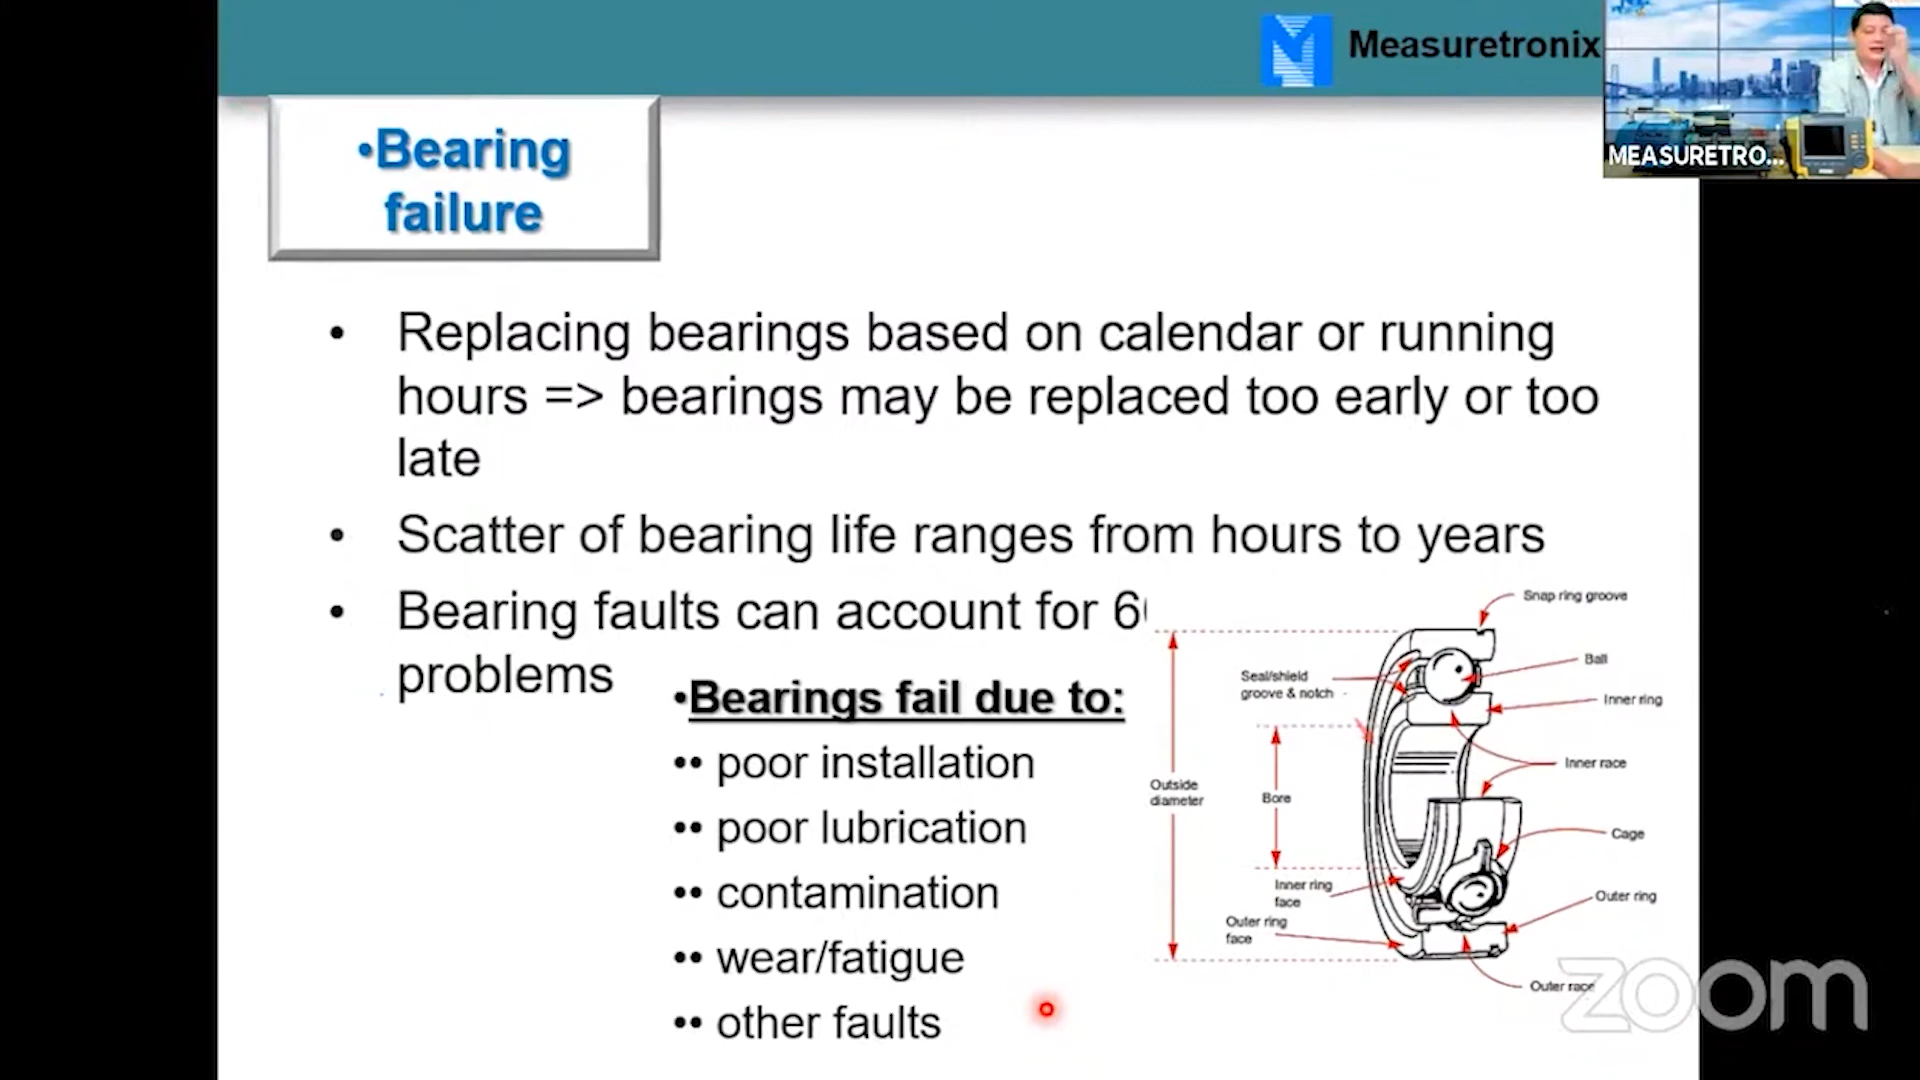 Measuretronix
MEASURETRO...
•Bearing
failure
• Replacing bearings based on calendar or running
hours => bearings may be replaced too early or too
late
• Scatter of bearing life ranges from hours to years
• Bearing faults can account for
problems
•Bearings fail due to:
•• poor installation
•• poor lubrication
•• contamination
•• wear/fatigue
•• other faults
Snap ring groove
Ball
Seal/shield
groove & notch
Inner ring
Inner race
Outside
diameter
Bore
Cage
Inner ring
face
Outer ring
Outer ring
face
Outer race
zoom